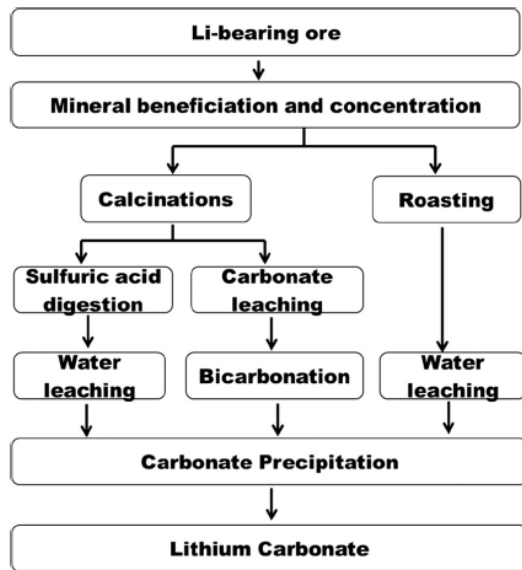 Li-bearing ore
Mineral beneficiation and concentration
Calcinations
Roasting
Sulfuric acid
digestion
Carbonate
leaching
Water
leaching
Bicarbonation
Water
leaching
Carbonate Precipitation
Lithium Carbonate